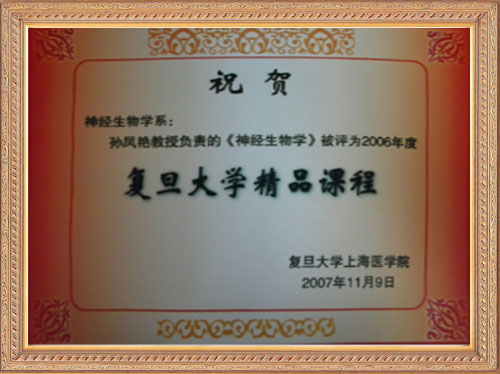 祝贺
神经生物学系：
孙凤艳教授负责的《神经生物学》被评为2006年度
复旦大学精品课程
复旦大学上海医学院
2007年11月9日